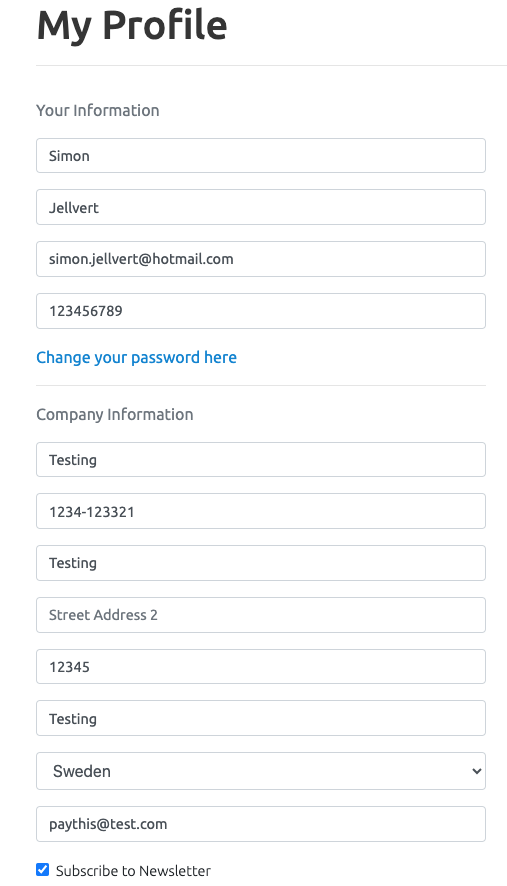 My Profile
Your Information
Simon
Jellvert
simon.jellvert@hotmail.com
123456789
Change your password here
Company Information
Testing
1234-123321
Testing
Street Address 2
12345
Testing
Sweden
paythis@test.com
Subscribe to Newsletter